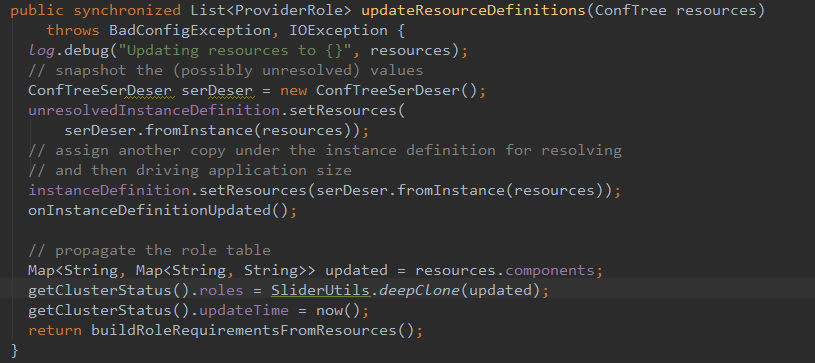 public synchronized List<ProviderRole> updateResourceDefinitions(ConfTree resources)
    throws BadConfigException, IOException {
  log.debug("Updating resources to {}", resources);
  // snapshot the (possibly unresolved) values
  ConfTreeSerDeser serDeser = new ConfTreeSerDeser();
  unresolvedInstanceDefinition.setResources(
      serDeser.fromInstance(resources));
  // assign another copy under the instance definition for resolving
  // and then driving application size
  instanceDefinition.setResources(serDeser.fromInstance(resources));
  onInstanceDefinitionUpdated();

  // propagate the role table
  Map<String, Map<String, String>> updated = resources.components;
  getClusterStatus().roles = SliderUtils.deepClone(updated);
  getClusterStatus().updateTime = now();
  return buildRoleRequirementsFromResources();
}